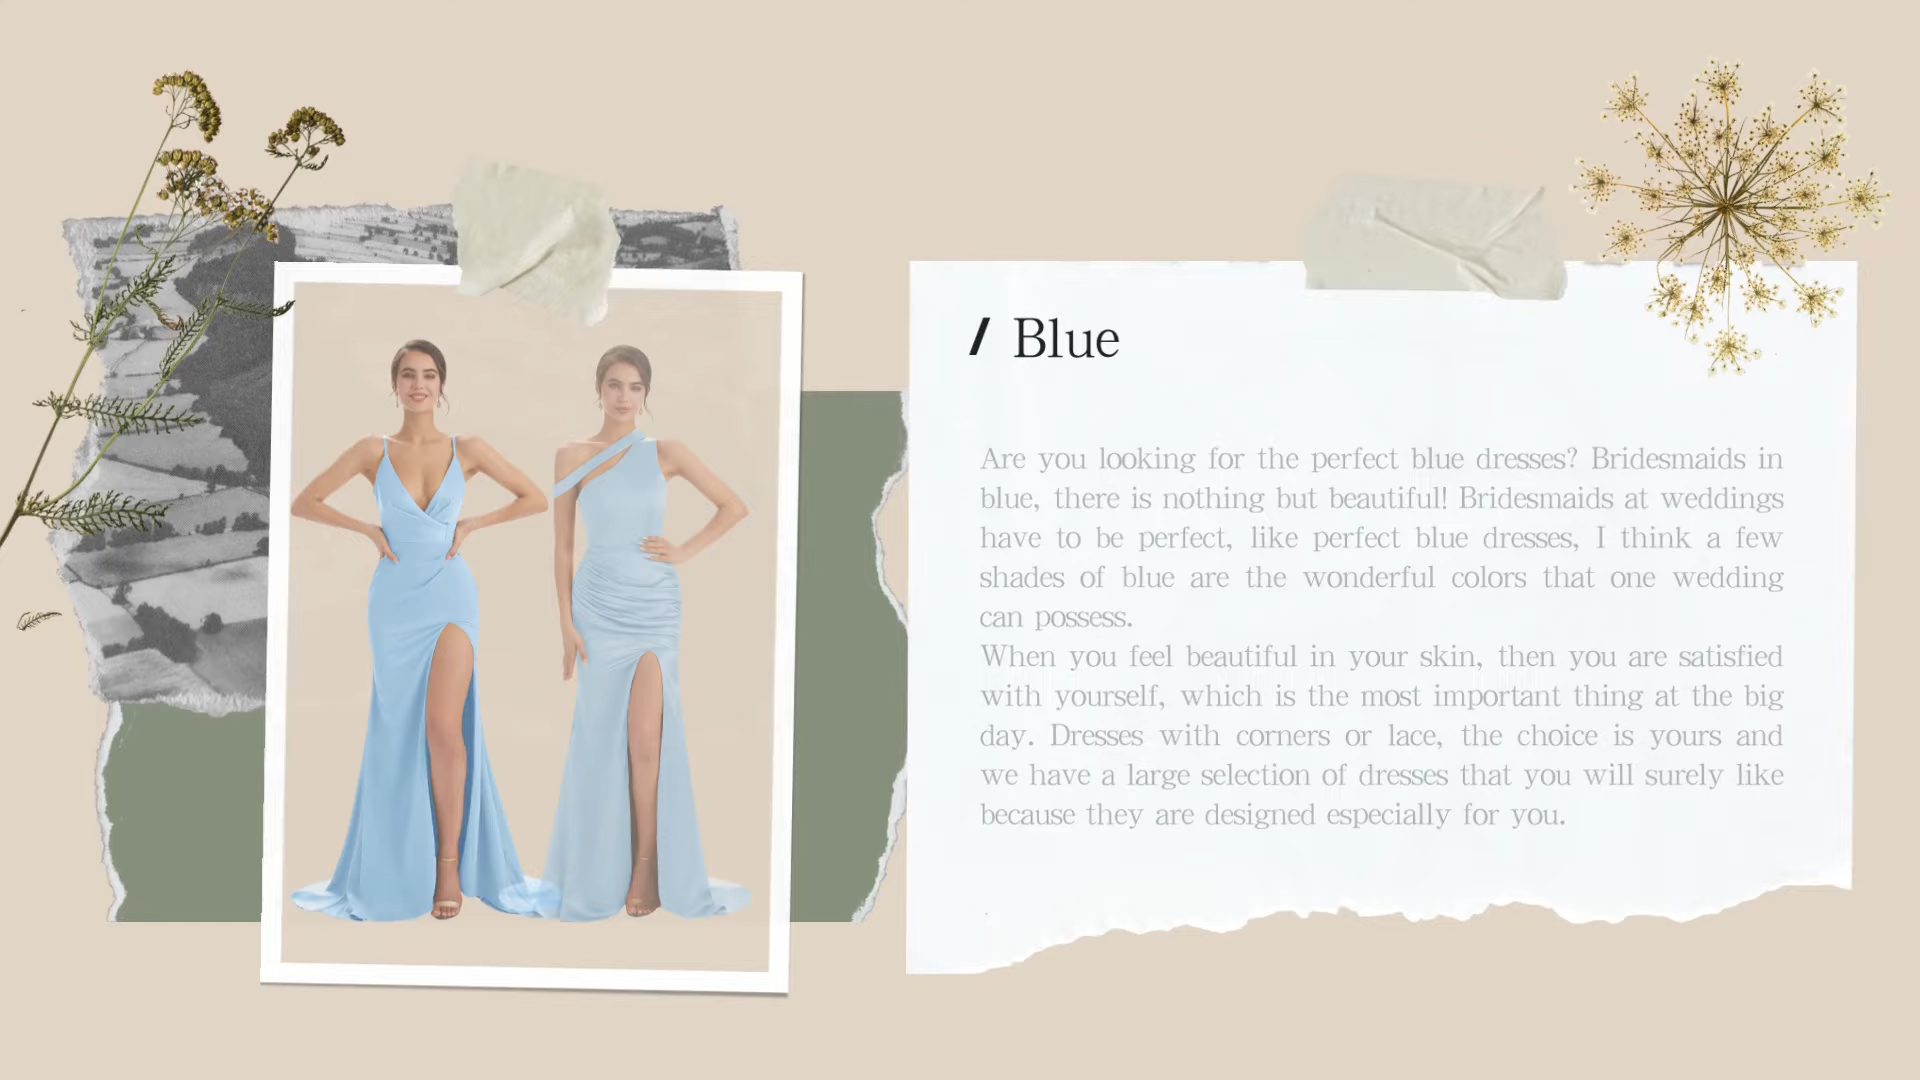 / Blue
Are you looking for the perfect blue dresses? Bridesmaids in
blue, there is nothing but beautiful! Bridesmaids at weddings
have to be perfect, like perfect blue dresses, I think a few
shades of blue are the wonderful colors that one wedding
can possess.
When you feel beautiful in your skin, then you are satisfied
with yourself, which is the most important thing at the big
day. Dresses with corners or lace, the choice is yours and
we have a large selection of dresses that you will surely like
because they are designed especially for you.